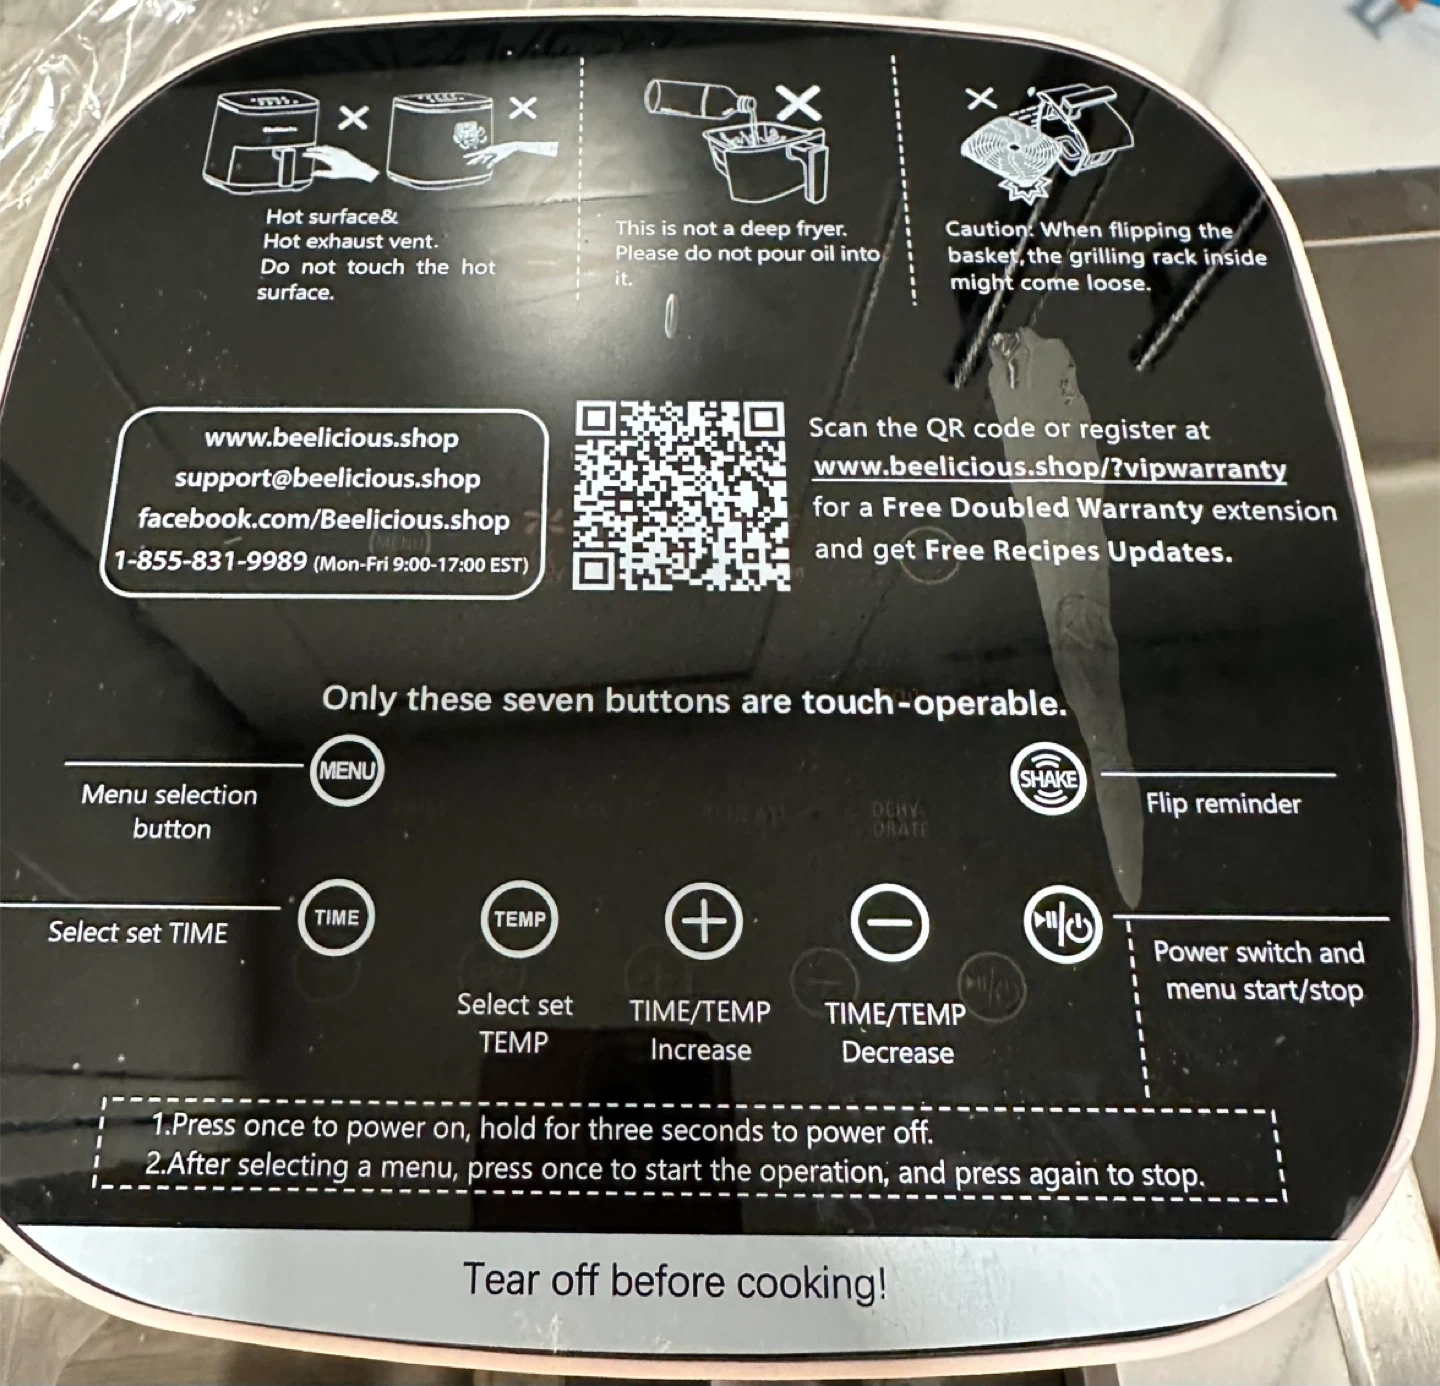 Hot surface&
Hot exhaust vent.
Do not touch the hot
surface.
This is not a deep fryer.
Please do not pour oil into
it.
Caution: When flipping the
basket,the grilling rack inside
might come loose.
www.beelicious.shop
support@beelicious.shop
facebook.com/Beelicious.shop
1-855-831-9989 (Mon-Fri 9:00-17:00 EST)
Scan the QR code or register at
www.beelicious.shop/?vipwarranty
for a Free Doubled Warranty extension
and get Free Recipes Updates.
Only these seven buttons are touch-operable.
MENU
Menu selection
button
SHAKE
Flip reminder
DEHY-
DRATE
TIME
Select set TIME
TEMP
Select set
TEMP
TIME/TEMP
Increase
TIME/TEMP
Decrease
Power switch and
menu start/stop
1.Press once to power on, hold for three seconds to power off.
2.After selecting a menu, press once to start the operation, and press again to stop.
Tear off before cooking!